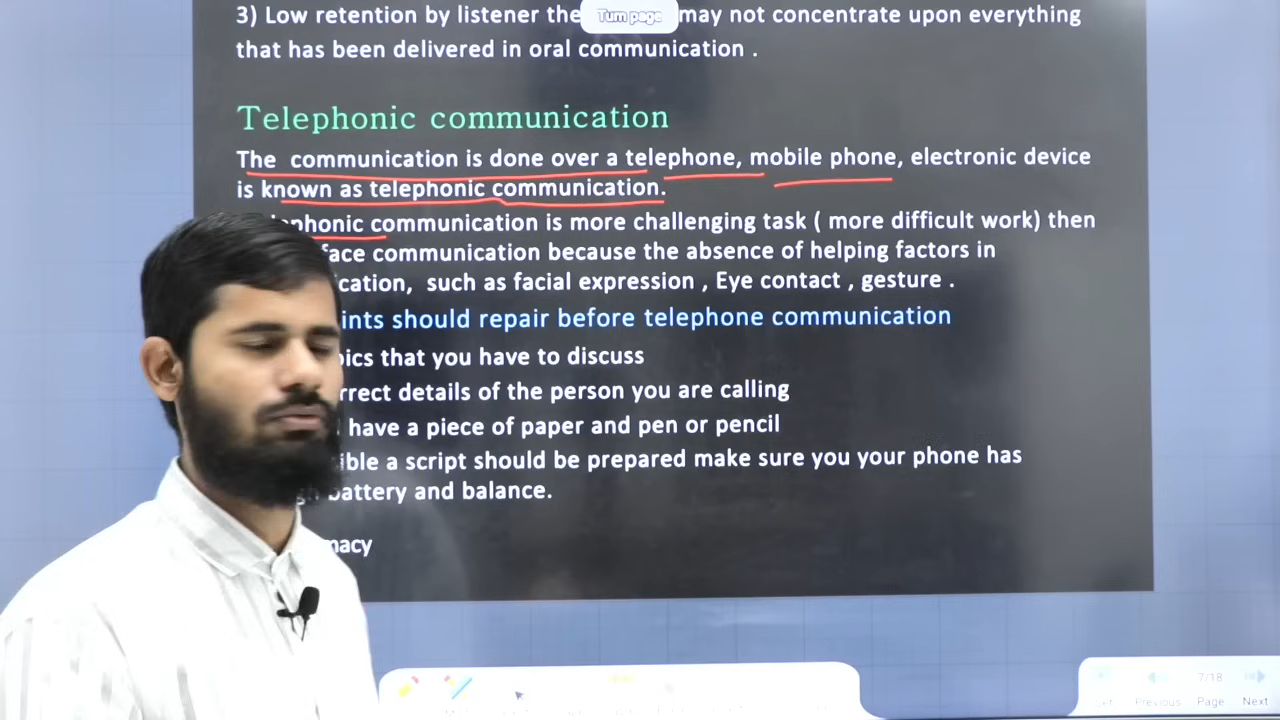 3) Low retention by listener the Turn page may not concentrate upon everything
that has been delivered in oral communication .
Telephonic communication
The communication is done over a telephone, mobile phone, electronic device
is known as telephonic communication.
phonic communication is more challenging task ( more difficult work) then
face communication because the absence of helping factors in
cation, such as facial expression , Eye contact , gesture .
ints should repair before telephone communication
pics that you have to discuss
rrect details of the person you are calling
have a piece of paper and pen or pencil
ible a script should be prepared make sure you your phone has
battery and balance.
macy
7/18
Previous Page Next